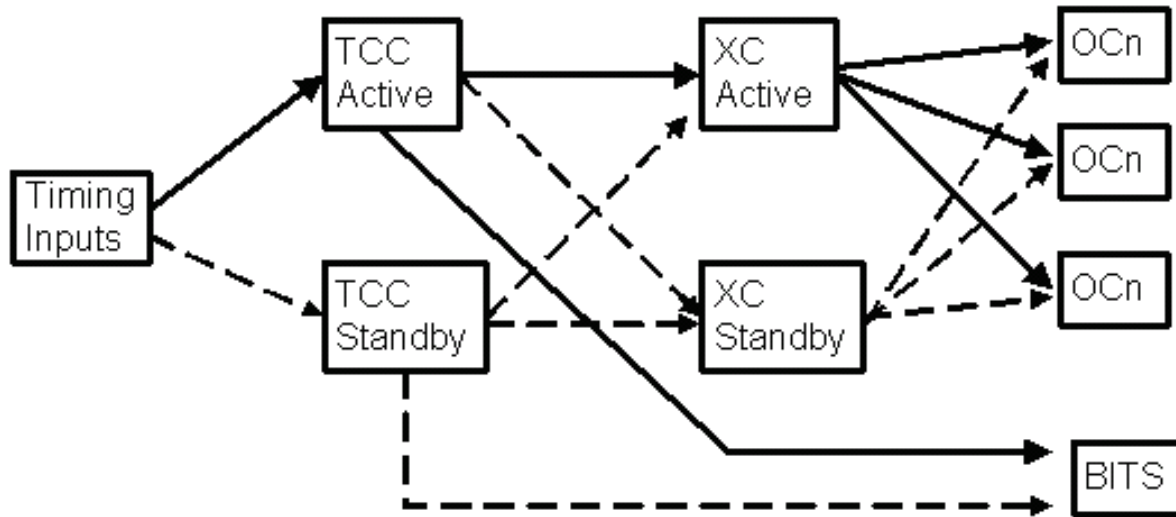 Timing
Inputs
TCC
Active
TCC
Standby
XC
Active
XC
Standby
OCn
OCn
OCn
BITS